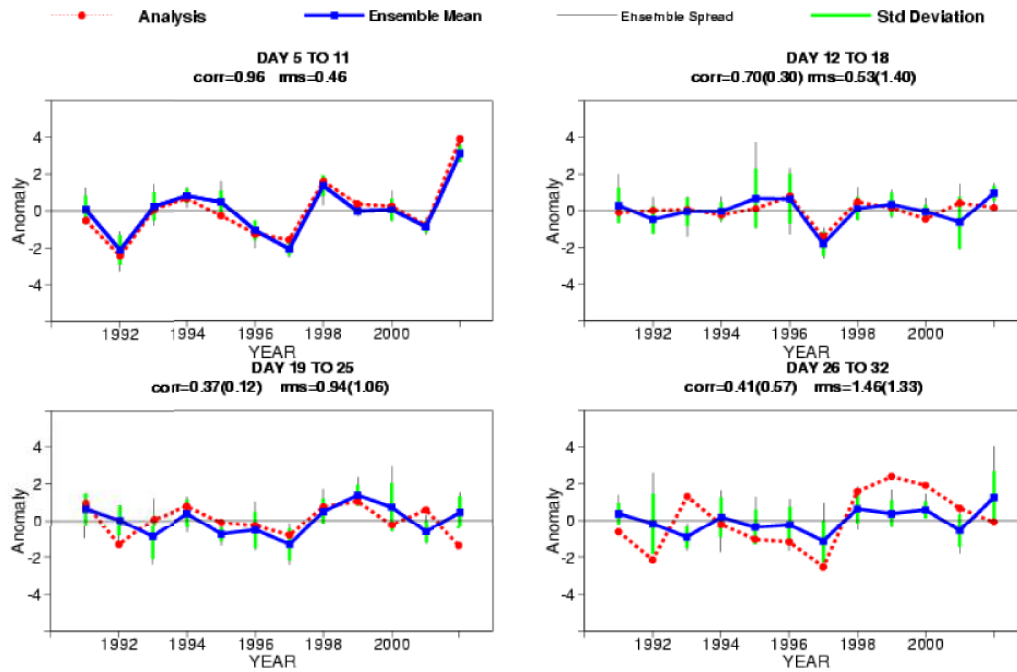 Analysis Ensemble Mean Ensemble Spread Std Deviation
DAY 5 TO 11
corr=0.96 rms=0.46
Anomaly
4
2
0
-2
-4
1992 1994 1996 1998 2000
YEAR
DAY 12 TO 18
corr=0.70(0.30) rms=0.53(1.40)
Anomaly
4
2
0
-2
-4
1992 1994 1996 1998 2000
YEAR
DAY 19 TO 25
corr=0.37(0.12) rms=0.94(1.06)
Anomaly
4
2
0
-2
-4
1992 1994 1996 1998 2000
YEAR
DAY 26 TO 32
corr=0.41(0.57) rms=1.46(1.33)
Anomaly
4
2
0
-2
-4
1992 1994 1996 1998 2000
YEAR